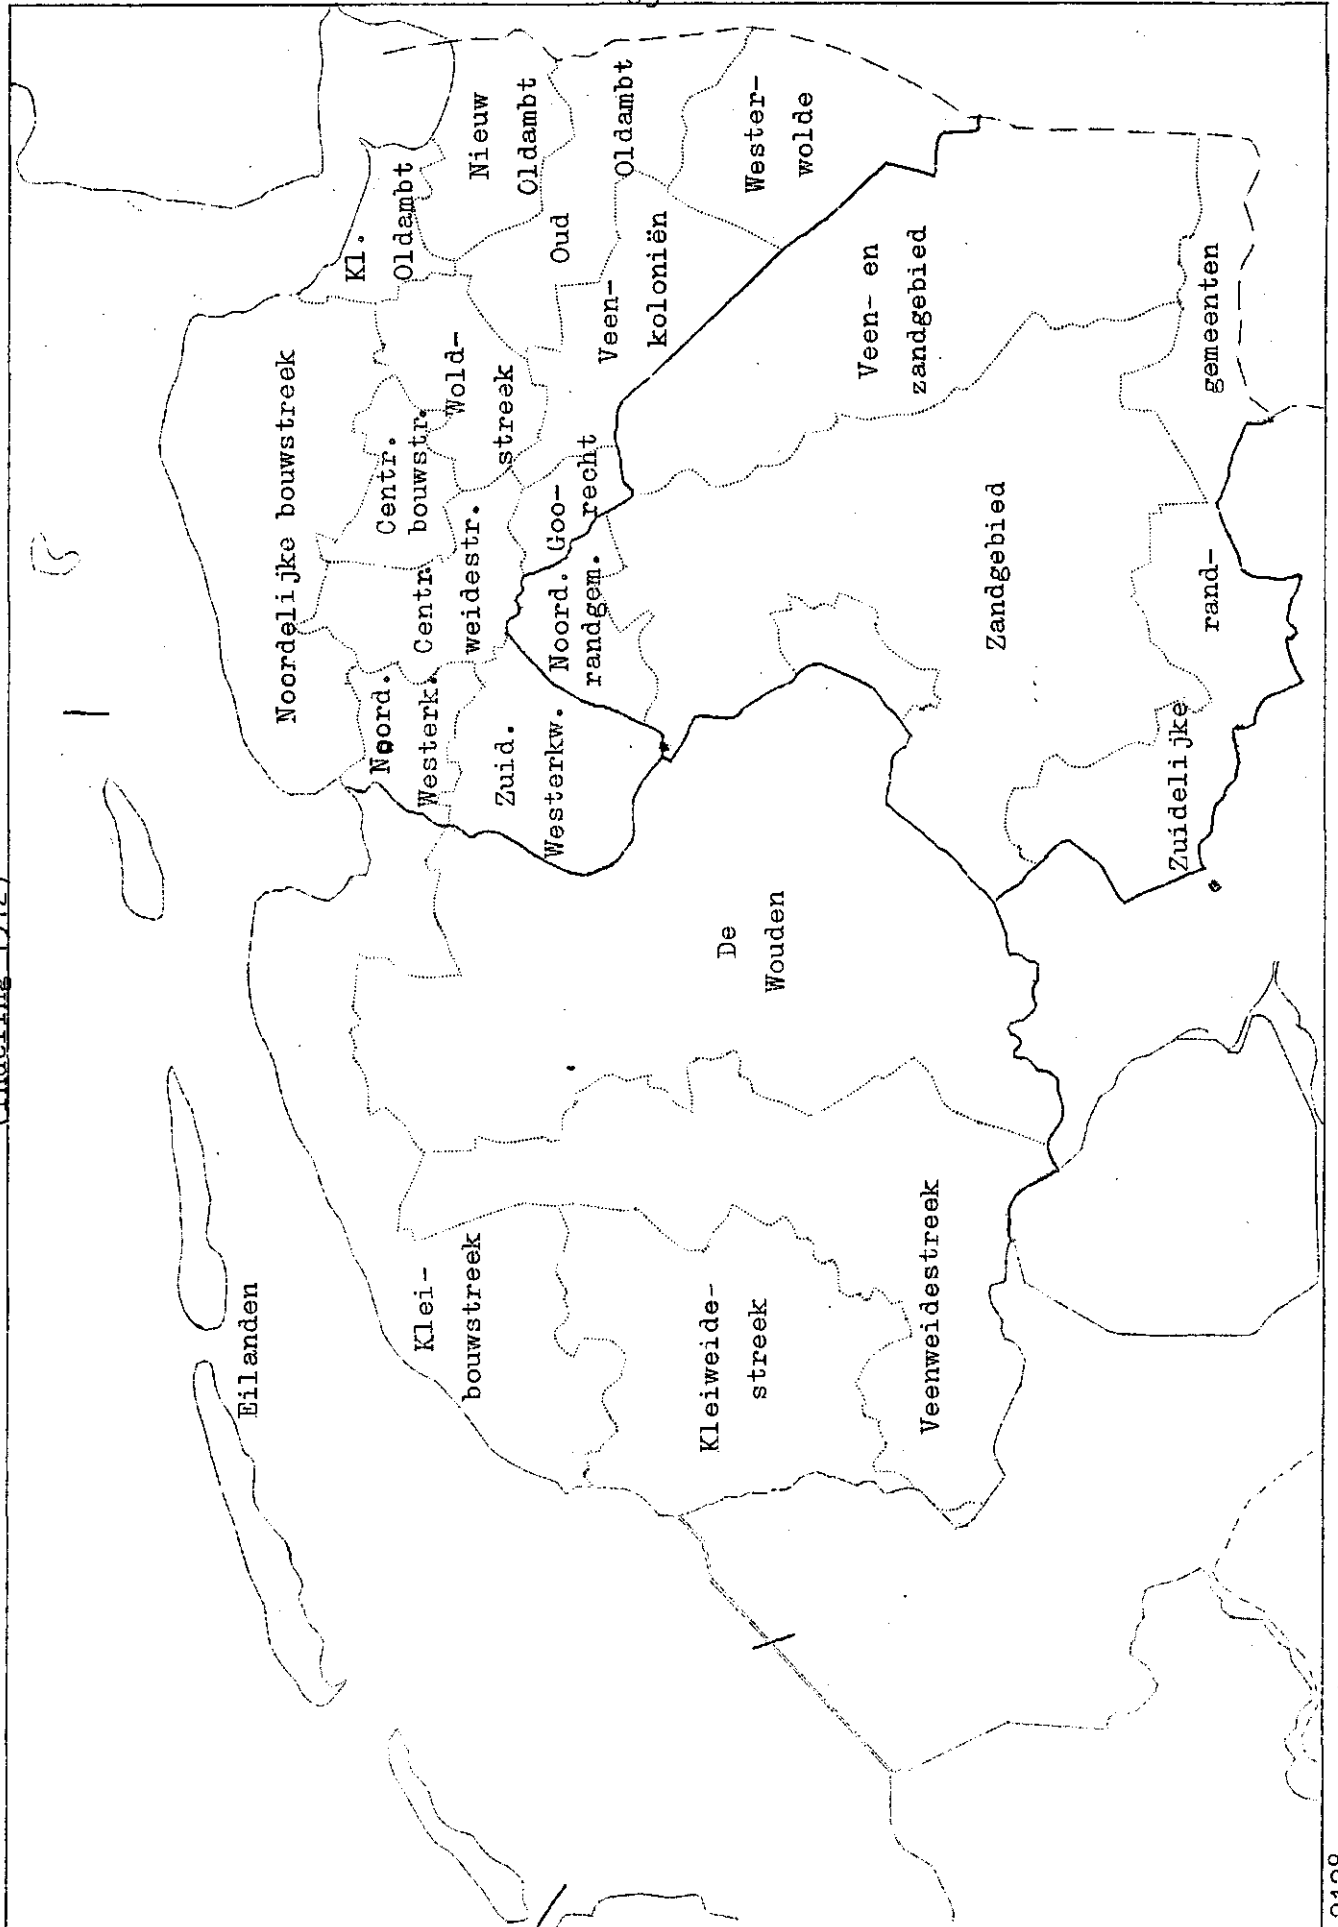 Eilanden
Klei-
bouwstreek
Kleiweide-
streek
Veenweidestreek
De
Wouden
Noordelijke bouwstreek
Noord.
Westerk.
Zuid.
Westerkw.
Centr.
weidestr.
Centr.
bouwstr.
Wold-
streek
Kl.
Oldambt
Nieuw
Oldambt
Oud
Oldambt
Veen-
koloniën
Wester-
wolde
Goo-
recht
Noord.
randgem.
Veen- en
zandgebied
Zandgebied
Zuidelijke
rand-
gemeenten